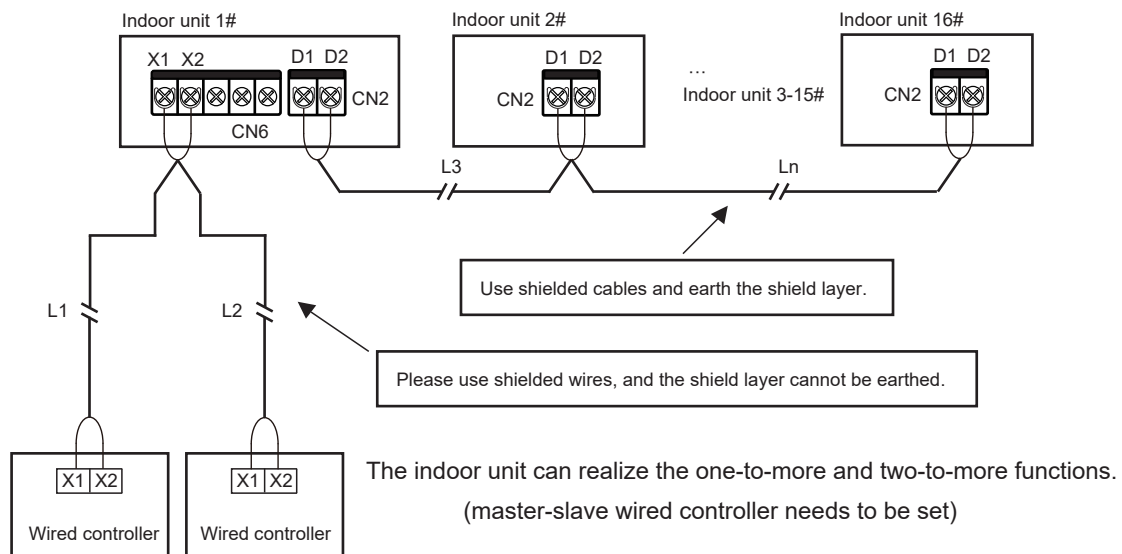 Indoor unit 1#
Indoor unit 2#
Indoor unit 16#
X1 X2
D1 D2
CN2
CN6
D1 D2
CN2
...
Indoor unit 3-15#
D1 D2
CN2
L3
Ln
Use shielded cables and earth the shield layer.
L1
L2
Please use shielded wires, and the shield layer cannot be earthed.
X1 X2
Wired controller
X1 X2
Wired controller
The indoor unit can realize the one-to-more and two-to-more functions.
(master-slave wired controller needs to be set)